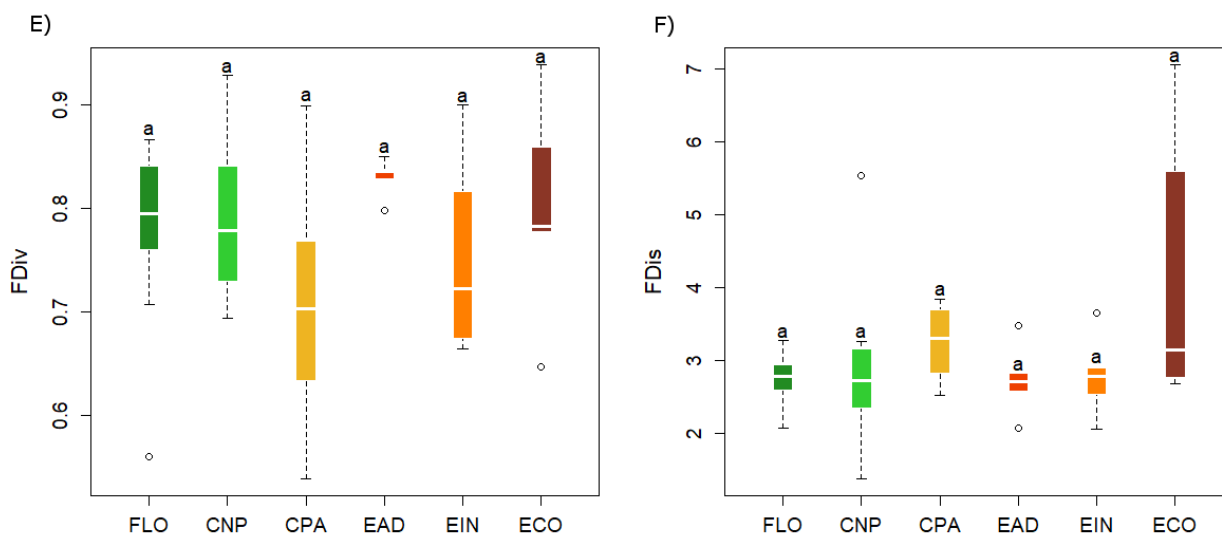 E)
FDiv
0.9
0.8
0.7
0.6
a a a a a a
FLO CNP CPA EAD EIN ECO
F)
FDis
7
6
5
4
3
2
a a a a a a
FLO CNP CPA EAD EIN ECO